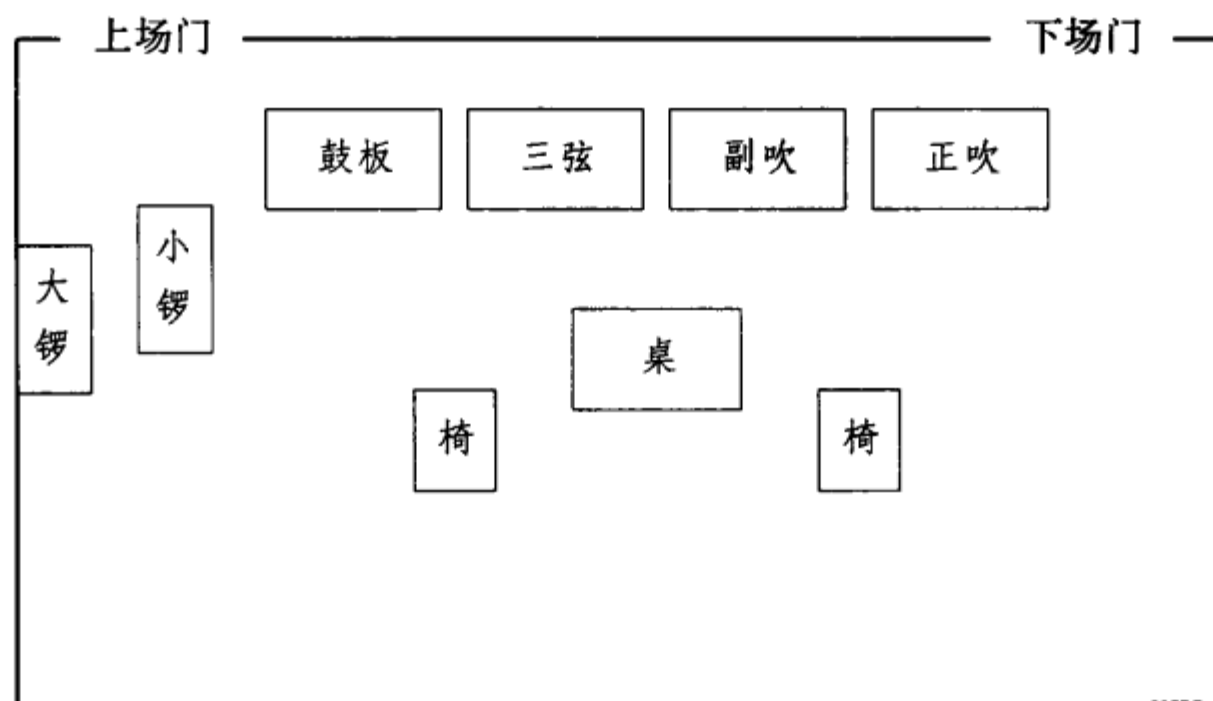 上场门 下场门
鼓板 三弦 副吹 正吹
小锣
大锣
桌
椅 椅